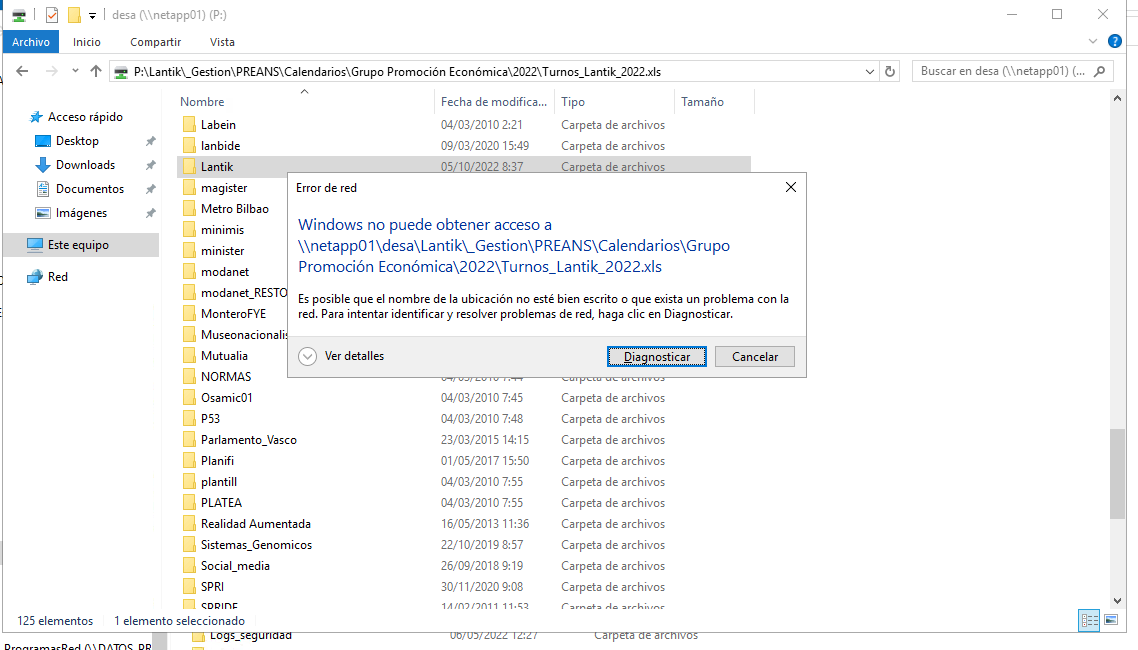 desa (\\netapp01) (P:)
Archivo Inicio Compartir Vista
P:\Lantik\_Gestion\PREANS\Calendarios\Grupo Promoción Económica\2022\Turnos_Lantik_2022.xls
Buscar en desa (\\netapp01) (...
Nombre Fecha de modifica... Tipo Tamaño
Acceso rápido
Desktop
Downloads
Documentos
Imágenes
Este equipo
Red
Labein 04/03/2010 2:21 Carpeta de archivos
lanbide 09/03/2020 15:49 Carpeta de archivos
Lantik 05/10/2022 8:37 Carpeta de archivos
magister
Metro Bilbao
minimis
minister
modanet
modanet_RESTO
MonteroFYE
Museonacionalis
Mutualia
NORMAS 04/03/2010 7:44 Carpeta de archivos
Osamic01 04/03/2010 7:45 Carpeta de archivos
P53 04/03/2010 7:48 Carpeta de archivos
Parlamento_Vasco 23/03/2015 14:15 Carpeta de archivos
Planifi 01/05/2017 15:50 Carpeta de archivos
plantill 04/03/2010 7:55 Carpeta de archivos
PLATEA 04/03/2010 7:55 Carpeta de archivos
Realidad Aumentada 16/05/2013 11:36 Carpeta de archivos
Sistemas_Genomicos 22/10/2019 8:57 Carpeta de archivos
Social_media 26/09/2018 9:19 Carpeta de archivos
SPRI 30/11/2020 9:08 Carpeta de archivos
SPRIDE 14/02/2011 11:53 Carpeta de archivos
Error de red
Windows no puede obtener acceso a
\\netapp01\desa\Lantik\_Gestion\PREANS\Calendarios\Grupo
Promoción Económica\2022\Turnos_Lantik_2022.xls
Es posible que el nombre de la ubicación no esté bien escrito o que exista un problema con la
red. Para intentar identificar y resolver problemas de red, haga clic en Diagnosticar.
Ver detalles Diagnosticar Cancelar
125 elementos 1 elemento seleccionado
Logs_seguridad 06/05/2022 12:27 Carpeta de archivos
ProgramasRed (\\DATOS_PR